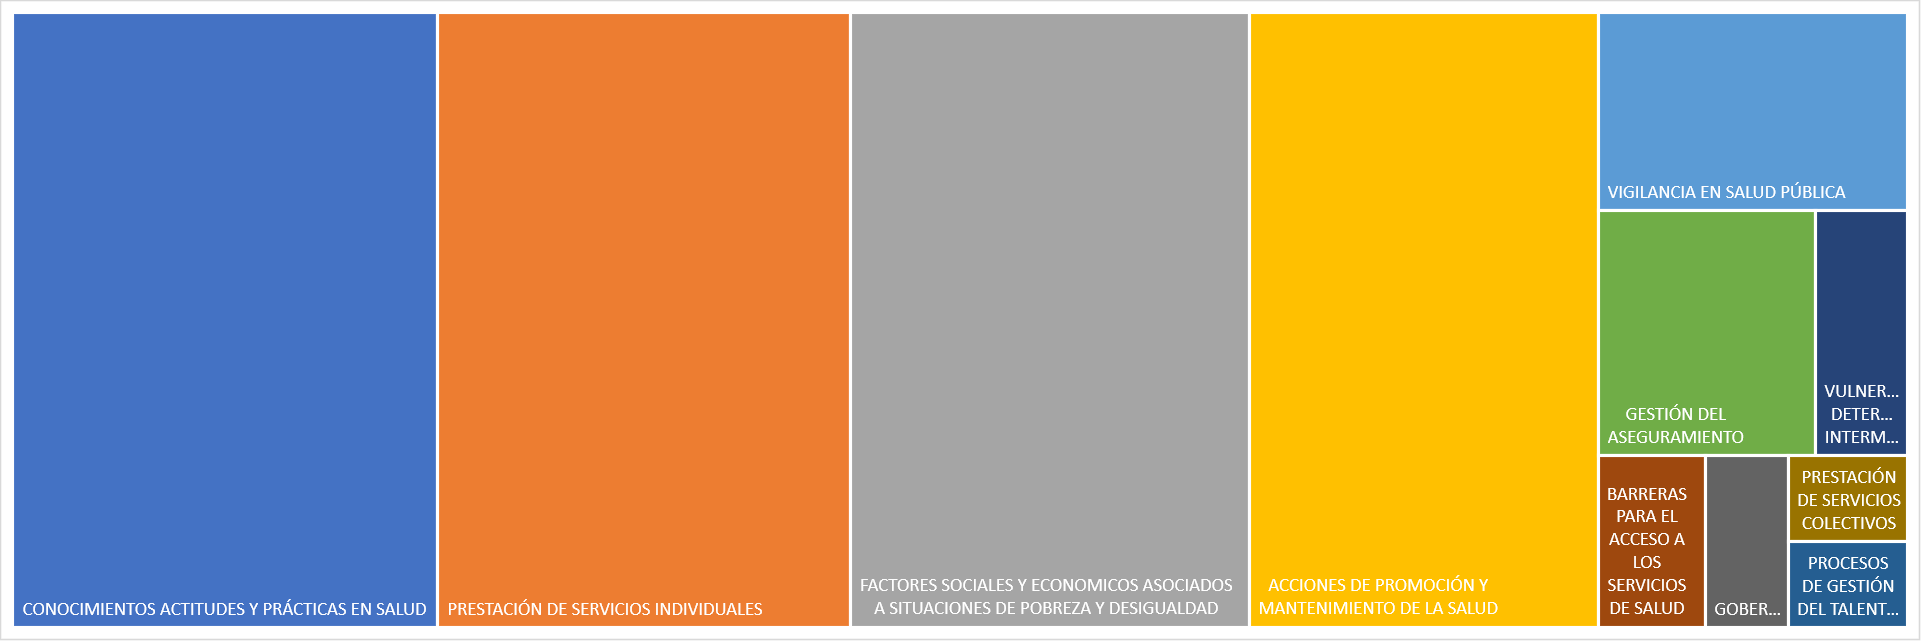 CONOCIMIENTOS ACTITUDES Y PRÁCTICAS EN SALUD
PRESTACIÓN DE SERVICIOS INDIVIDUALES
FACTORES SOCIALES Y ECONOMICOS ASOCIADOS
A SITUACIONES DE POBREZA Y DESIGUALDAD
ACCIONES DE PROMOCIÓN Y
MANTENIMIENTO DE LA SALUD
VIGILANCIA EN SALUD PÚBLICA
GESTIÓN DEL
ASEGURAMIENTO
VULNER...
DETER...
INTERM...
BARRERAS
PARA EL
ACCESO A
LOS
SERVICIOS
DE SALUD
GOBER...
PRESTACIÓN
DE SERVICIOS
COLECTIVOS
PROCESOS
DE GESTIÓN
DEL TALENT...